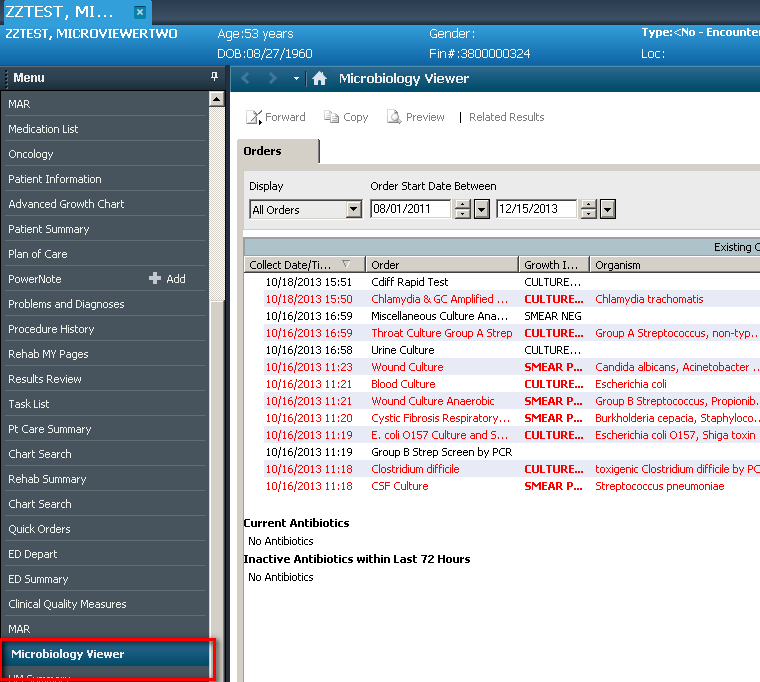 ZZTEST, MI...
ZZTEST, MICROVIEWERTWO
Age:53 years
Gender:
Type:<No - Encounter
DOB:08/27/1960
Fin#:3800000324
Loc:
Menu
Microbiology Viewer
MAR
Medication List
Oncology
Patient Information
Advanced Growth Chart
Patient Summary
Plan of Care
PowerNote
Add
Problems and Diagnoses
Procedure History
Rehab MY Pages
Results Review
Task List
Pt Care Summary
Chart Search
Rehab Summary
Chart Search
Quick Orders
ED Depart
ED Summary
Clinical Quality Measures
MAR
Microbiology Viewer
Forward Copy Preview | Related Results
Orders
Display Order Start Date Between
All Orders 08/01/2011 12/15/2013
Existing
Collect Date/Ti... Order Growth I... Organism
10/18/2013 15:51 Cdiff Rapid Test CULTURE...
10/18/2013 15:50 Chlamydia & GC Amplified ... CULTURE... Chlamydia trachomatis
10/16/2013 16:59 Miscellaneous Culture Ana... SMEAR NEG
10/16/2013 16:59 Throat Culture Group A Strep CULTURE... Group A Streptococcus, non-typ...
10/16/2013 16:58 Urine Culture CULTURE...
10/16/2013 11:23 Wound Culture SMEAR P... Candida albicans, Acinetobacter ...
10/16/2013 11:21 Blood Culture CULTURE... Escherichia coli
10/16/2013 11:21 Wound Culture Anaerobic SMEAR P... Group B Streptococcus, Propionib...
10/16/2013 11:20 Cystic Fibrosis Respiratory... SMEAR P... Burkholderia cepacia, Staphyloco...
10/16/2013 11:19 E. coli O157 Culture and S... CULTURE... Escherichia coli O157, Shiga toxin
10/16/2013 11:19 Group B Strep Screen by PCR
10/16/2013 11:18 Clostridium difficile CULTURE... toxigenic Clostridium difficile by PC
10/16/2013 11:18 CSF Culture SMEAR P... Streptococcus pneumoniae
Current Antibiotics
No Antibiotics
Inactive Antibiotics within Last 72 Hours
No Antibiotics